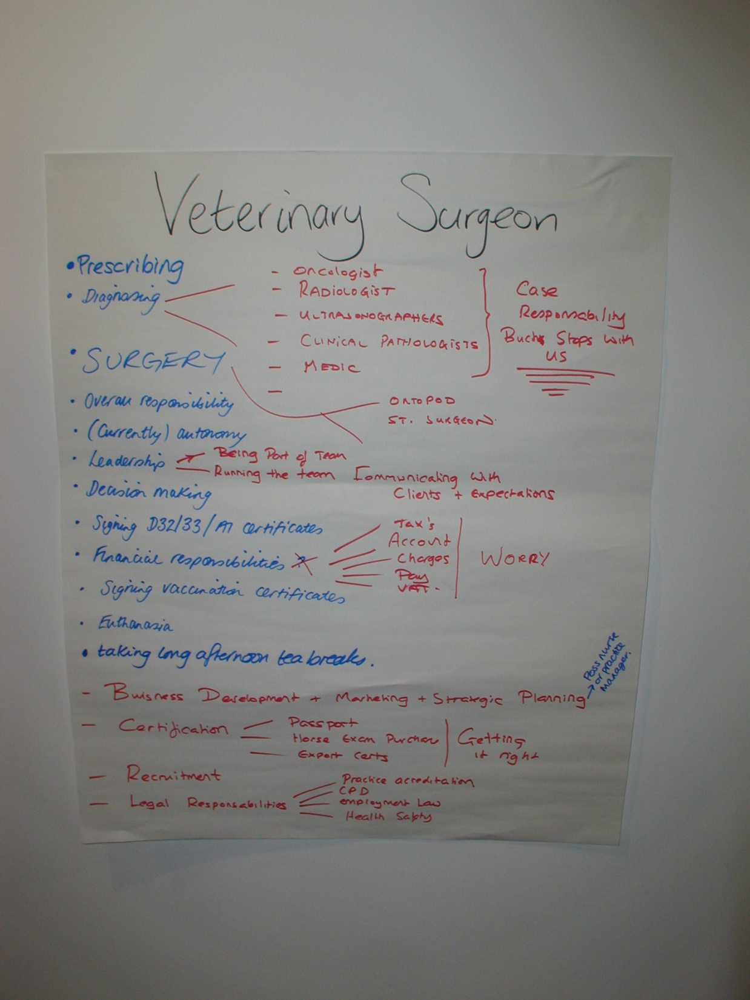 Veterinary Surgeon
• Prescribing
• Diagnosing
- Oncologist
- RADIOLOGIST
- ULTRASONOGRAPHERS
- CLINICAL PATHOLOGISTS
- MEDIC
-
Case
Responsability
Buck Stops with
US
• SURGERY
ORTOPOD
ST. SURGEON.
• Overall responsibility
• (Currently) autonomy
• Leadership
Being Part of Team
Running the team
Communicating with
Clients + Expectations
• Decision making
• Signing D32/33/AI certificates
• Financial responsibilities ?
Tax's
Account
Charges
Pay
VAT.
WORRY
• Signing vaccination certificates
• Euthanasia
• taking long afternoon tea breaks.
- Buisness Development + Marketing + Strategic Planning
→ Poss nurse
or practice
manager.
- Certification
Passport
Horse Exam Purchase
Export Certs
Getting
it right
- Recruitment
- Legal Responsabilities
Practice acreditation
CPD
employment Law
Health Safety